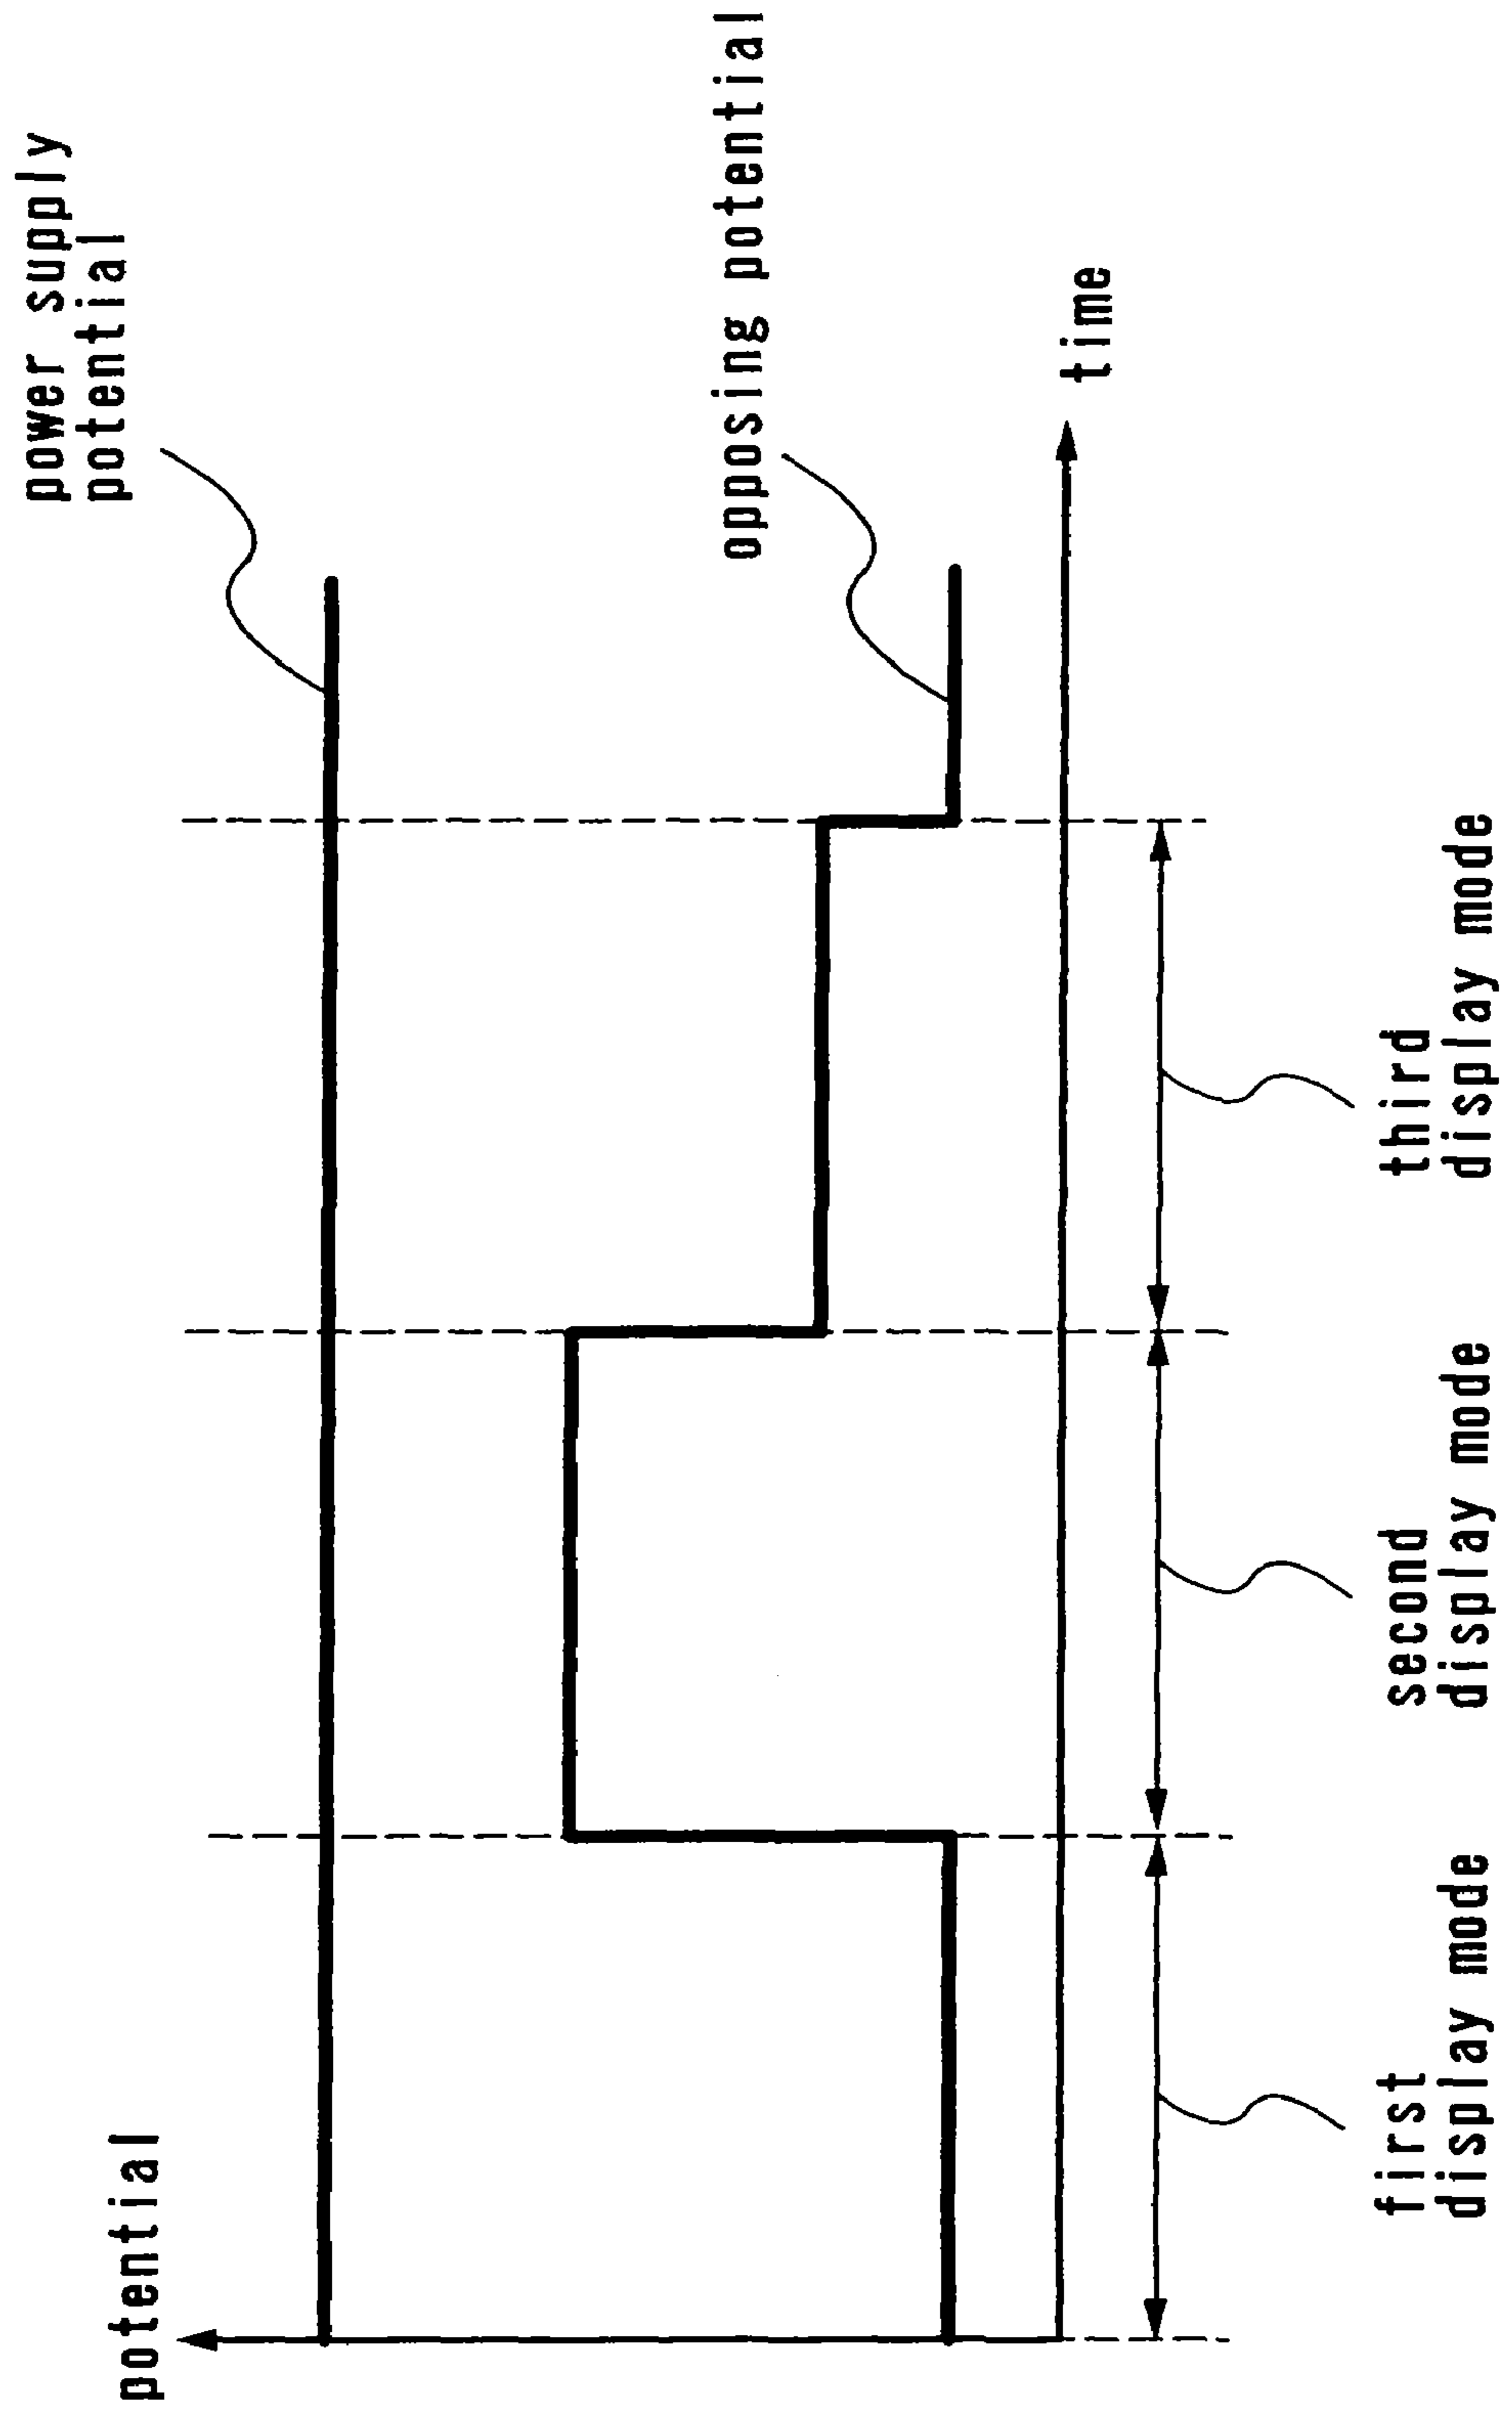 potential
power supply
potential
opposing potential
time
first
display mode
second
display mode
third
display mode